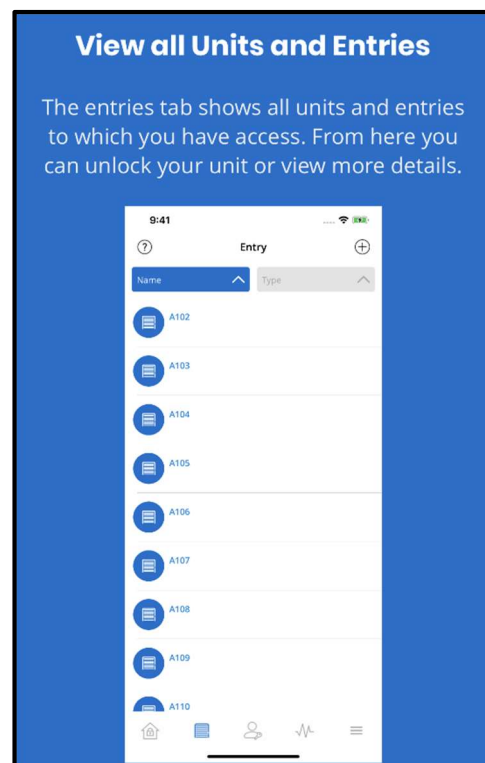 View all Units and Entries
The entries tab shows all units and entries
to which you have access. From here you
can unlock your unit or view more details.
9:41
?
Entry
Name
Type
A102
A103
A104
A105
A106
A107
A108
A109
A110